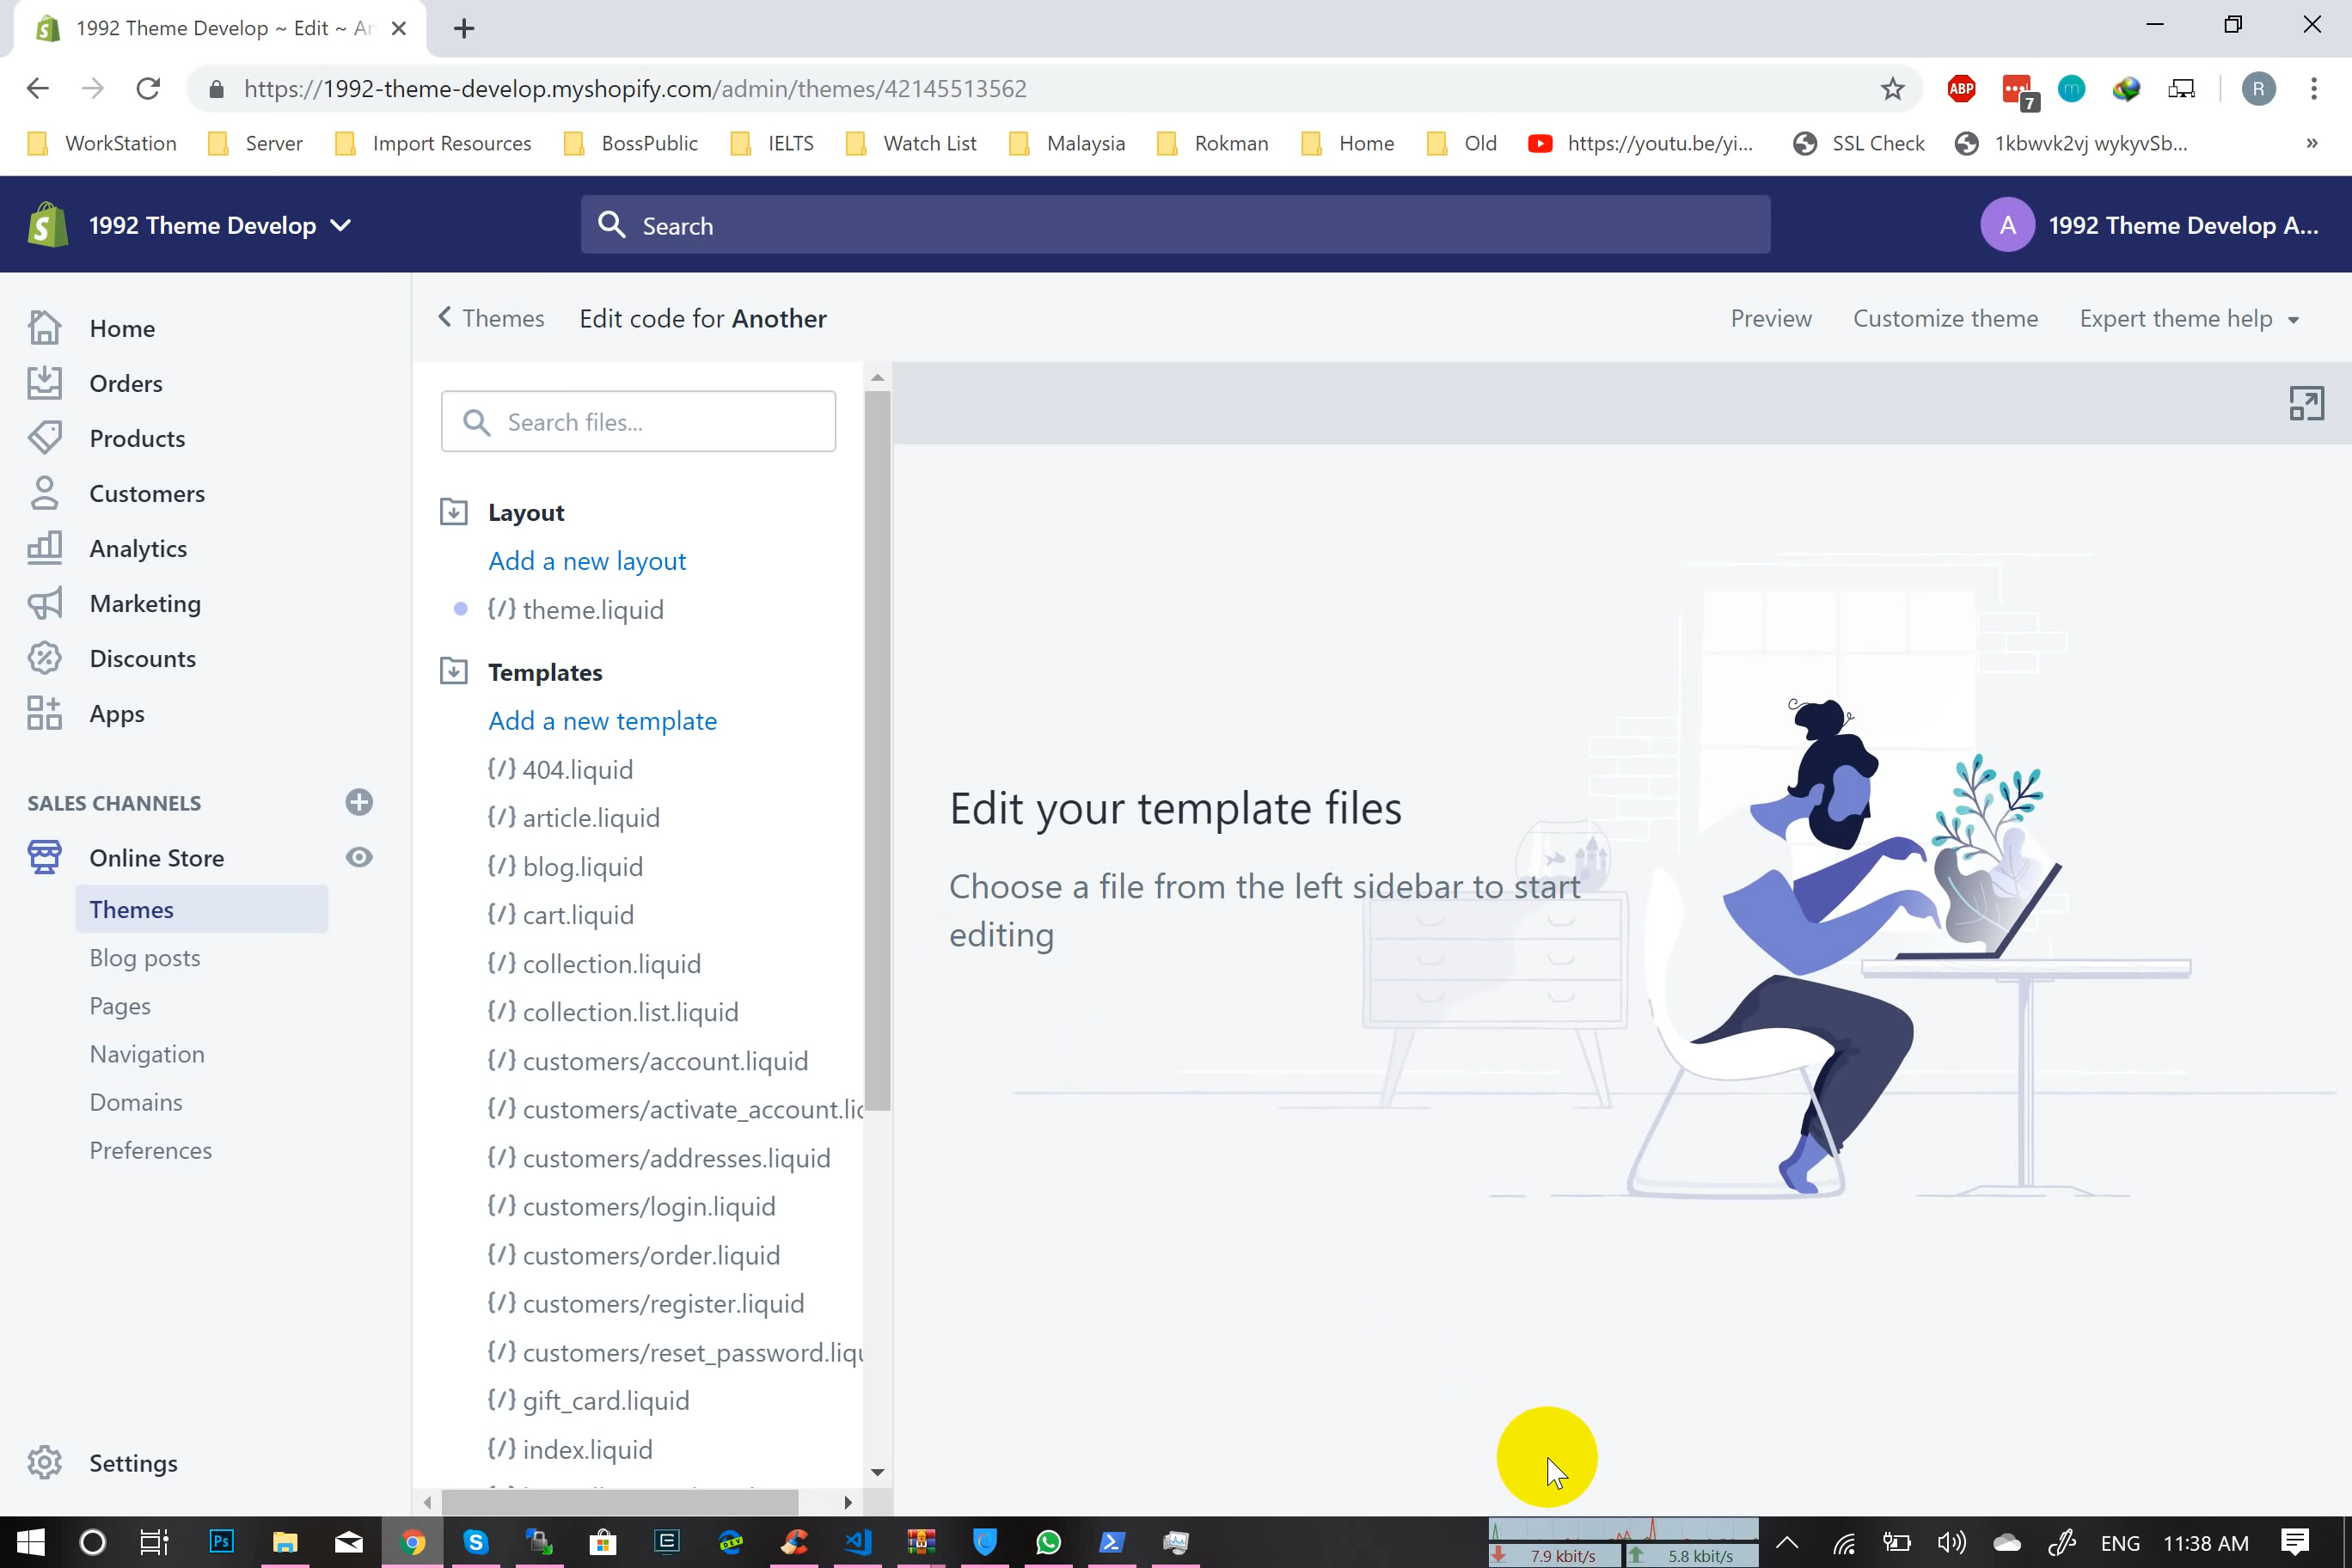 1992 Theme Develop ~ Edit ~ An
https://1992-theme-develop.myshopify.com/admin/themes/42145513562
ABP
7
m
R
WorkStation
Server
Import Resources
BossPublic
IELTS
Watch List
Malaysia
Rokman
Home
Old
https://youtu.be/yi...
SSL Check
1kbwvk2vj wykyvSb...
»
1992 Theme Develop
Search
A
1992 Theme Develop A...
Home
Orders
Products
Customers
Analytics
Marketing
Discounts
Apps
SALES CHANNELS
Online Store
Themes
Blog posts
Pages
Navigation
Domains
Preferences
Settings
Themes
Edit code for Another
Preview
Customize theme
Expert theme help
Search files...
Layout
Add a new layout
{/} theme.liquid
Templates
Add a new template
{/} 404.liquid
{/} article.liquid
{/} blog.liquid
{/} cart.liquid
{/} collection.liquid
{/} collection.list.liquid
{/} customers/account.liquid
{/} customers/activate_account.lic
{/} customers/addresses.liquid
{/} customers/login.liquid
{/} customers/order.liquid
{/} customers/register.liquid
{/} customers/reset_password.liqu
{/} gift_card.liquid
{/} index.liquid
Edit your template files
Choose a file from the left sidebar to start
editing
Ps
7.9 kbit/s
5.8 kbit/s
ENG
11:38 AM